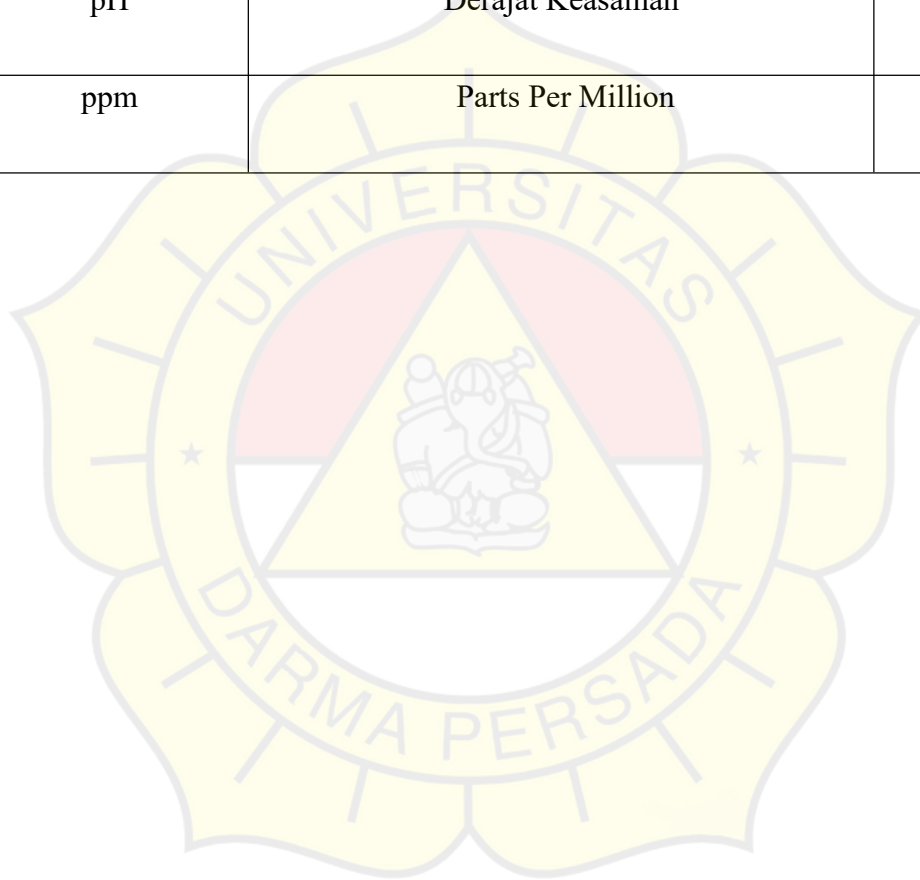 pH Derajat Keasaman
ppm Parts Per Million
UNIVERSITAS
DARMA PERSADA